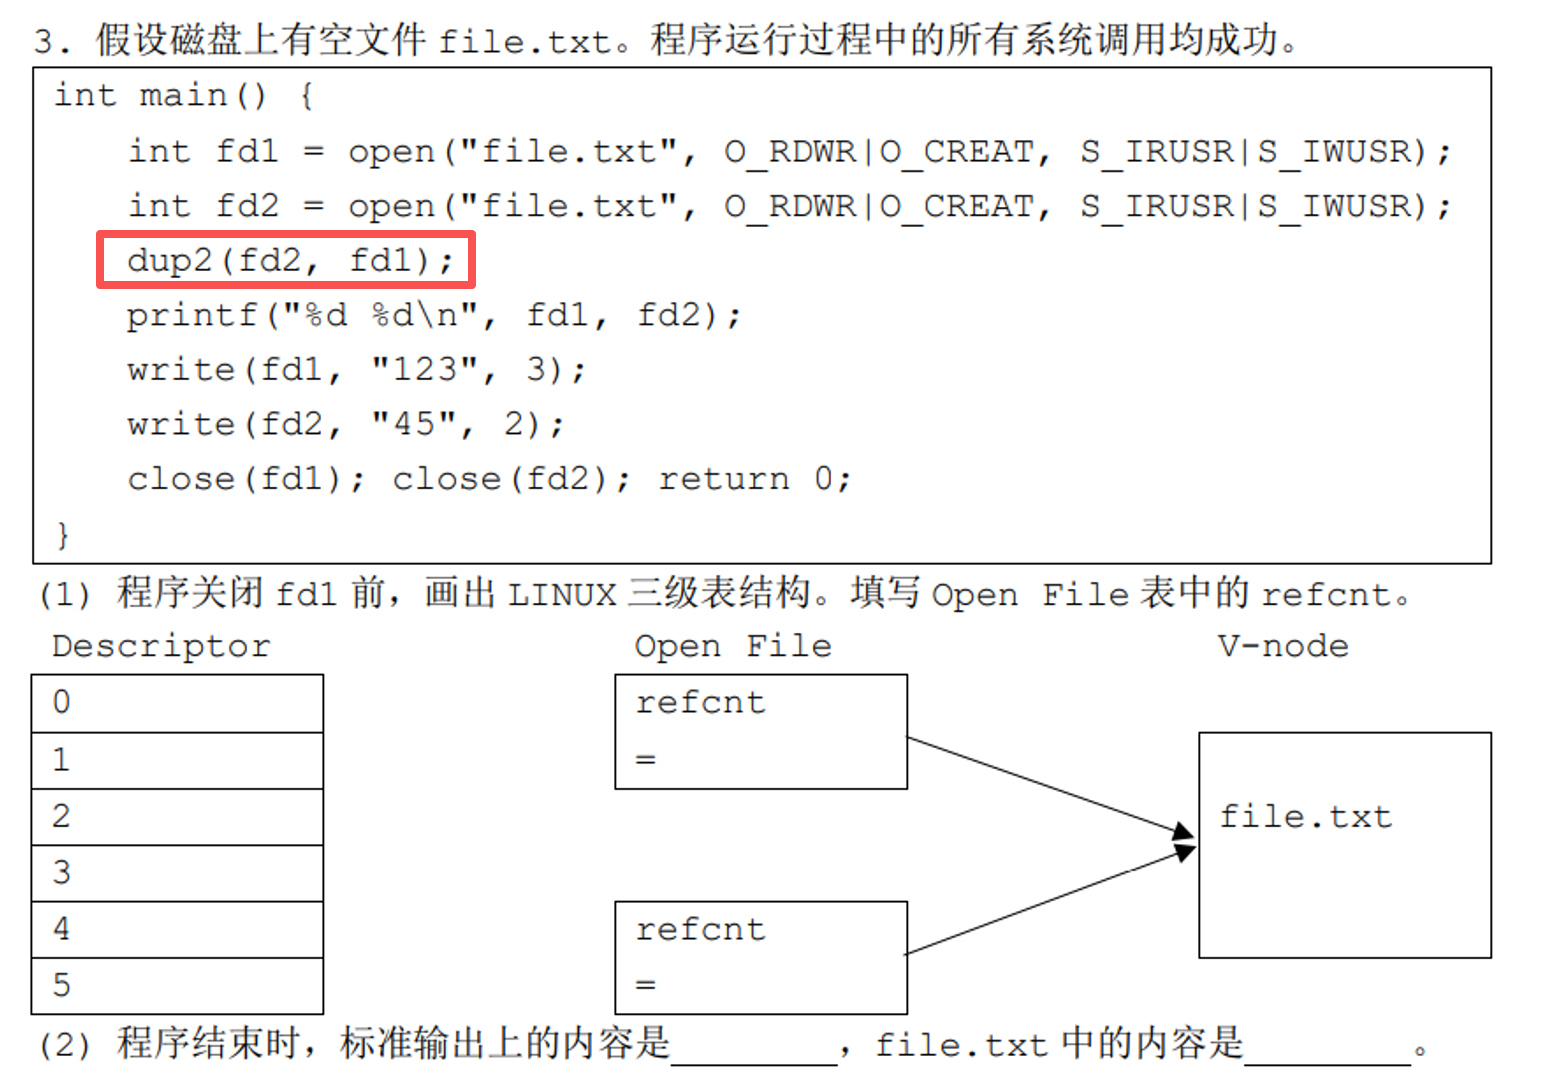 3. 假设磁盘上有空文件 file.txt。程序运行过程中的所有系统调用均成功。
int main() {
    int fd1 = open("file.txt", O_RDWR|O_CREAT, S_IRUSR|S_IWUSR);
    int fd2 = open("file.txt", O_RDWR|O_CREAT, S_IRUSR|S_IWUSR);
    dup2(fd2, fd1);
    printf("%d %d\n", fd1, fd2);
    write(fd1, "123", 3);
    write(fd2, "45", 2);
    close(fd1); close(fd2); return 0;
}
(1) 程序关闭 fd1 前，画出 LINUX 三级表结构。填写 Open File 表中的 refcnt。
Descriptor Open File V-node
0
1
2
3
4
5
refcnt
=
refcnt
=
file.txt
(2) 程序结束时，标准输出上的内容是________，file.txt 中的内容是________。